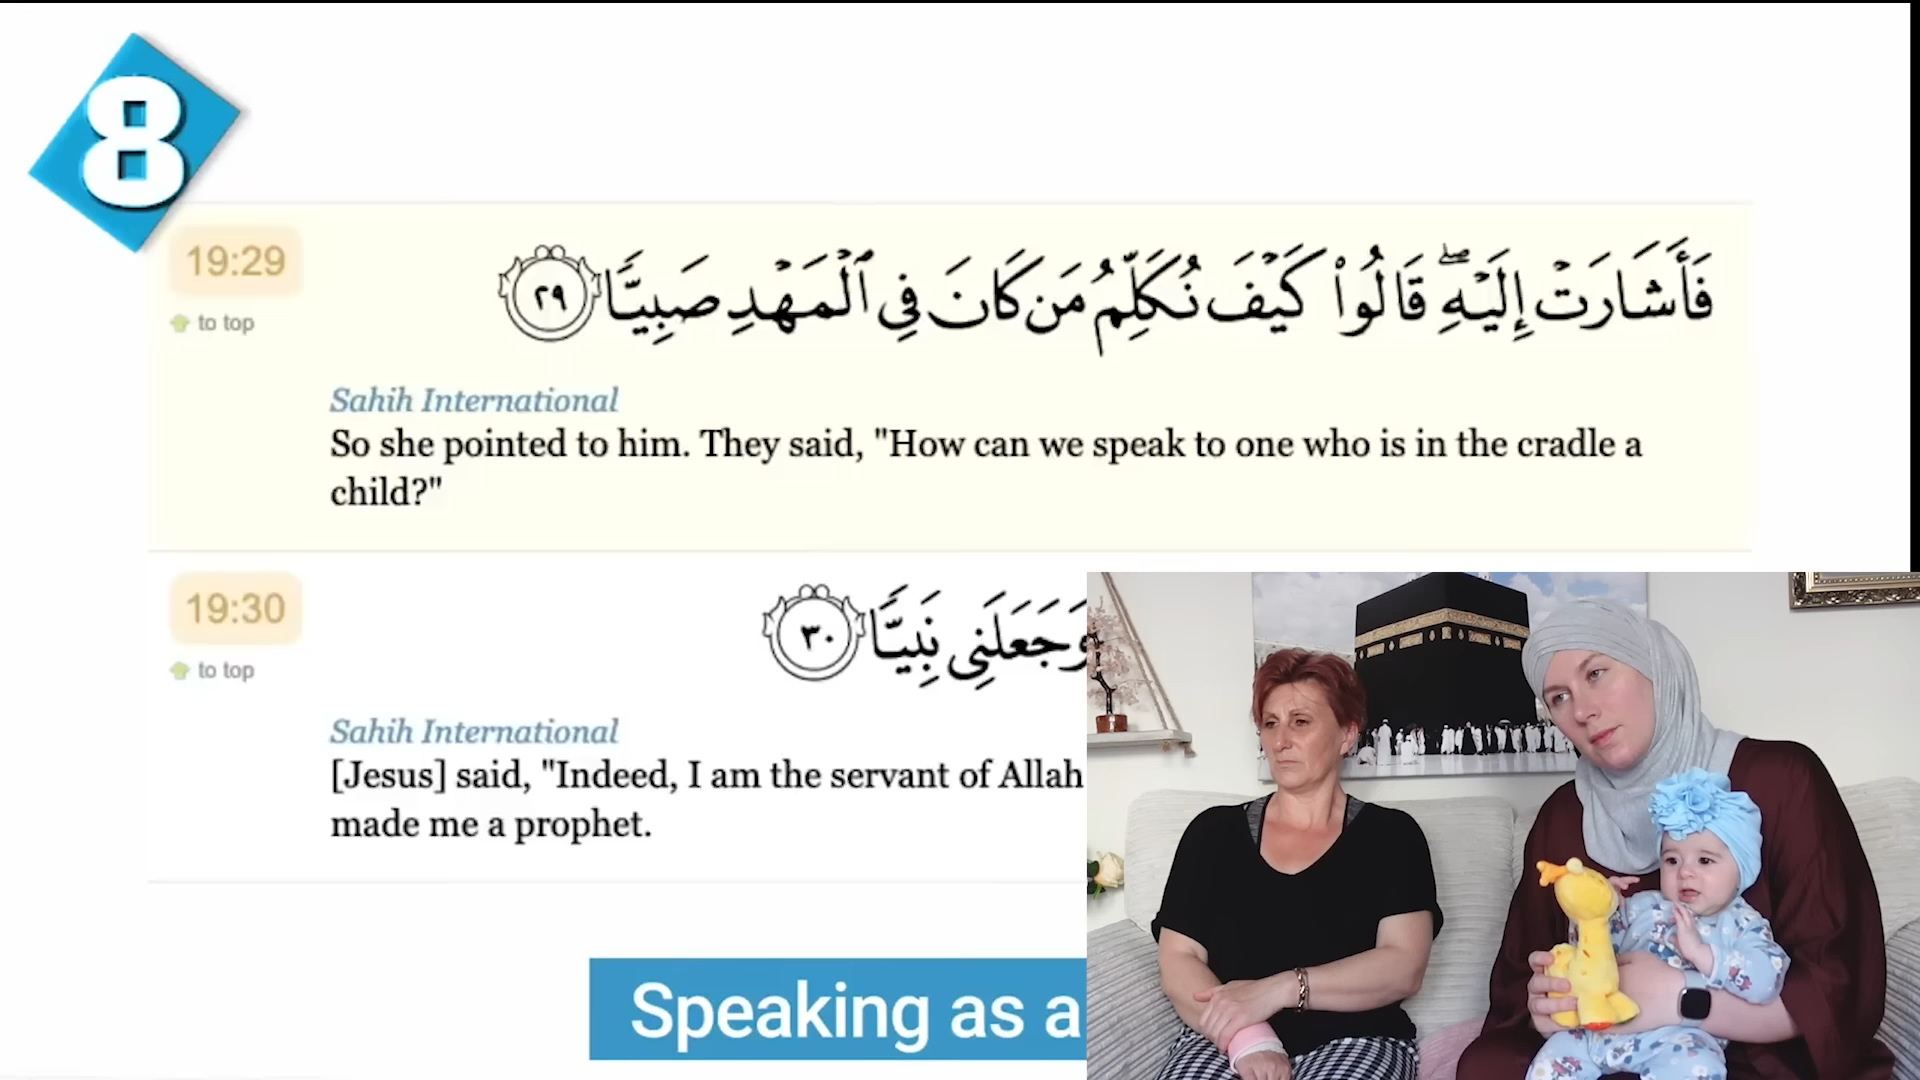 8
19:29
فَأَشَارَتْ إِلَيْهِ ۖ قَالُوا۟ كَيْفَ نُكَلِّمُ مَن كَانَ فِى ٱلْمَهْدِ صَبِيًّا ٢٩
to top
Sahih International
So she pointed to him. They said, "How can we speak to one who is in the cradle a
child?"
19:30
وَجَعَلَنِى نَبِيًّا ٣٠
to top
Sahih International
[Jesus] said, "Indeed, I am the servant of Allah
made me a prophet.
Speaking as a